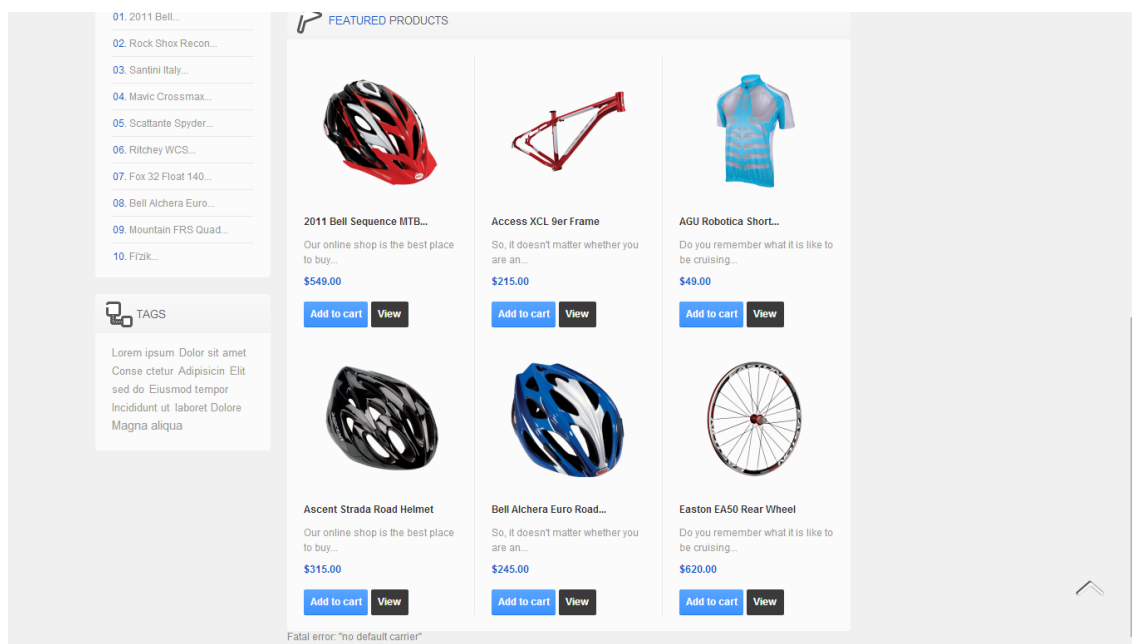 01. 2011 Bell...
02. Rock Shox Recon...
03. Santini Italy...
04. Mavic Crossmax...
05. Scattante Spyder...
06. Ritchey WCS...
07. Fox 32 Float 140...
08. Bell Alchera Euro...
09. Mountain FRS Quad...
10. Fi'zik...
TAGS
Lorem ipsum Dolor sit amet
Conse ctetur Adipisicin Elit
sed do Eiusmod tempor
Incididunt ut laboret Dolore
Magna aliqua
FEATURED PRODUCTS
2011 Bell Sequence MTB...
Our online shop is the best place
to buy...
$549.00
Add to cart View
Access XCL 9er Frame
So, it doesn't matter whether you
are an...
$215.00
Add to cart View
AGU Robotica Short...
Do you remember what it is like to
be cruising...
$49.00
Add to cart View
Ascent Strada Road Helmet
Our online shop is the best place
to buy...
$315.00
Add to cart View
Bell Alchera Euro Road...
So, it doesn't matter whether you
are an...
$245.00
Add to cart View
EASTON
Easton EA50 Rear Wheel
Do you remember what it is like to
be cruising...
$620.00
Add to cart View
Fatal error: "no default carrier"